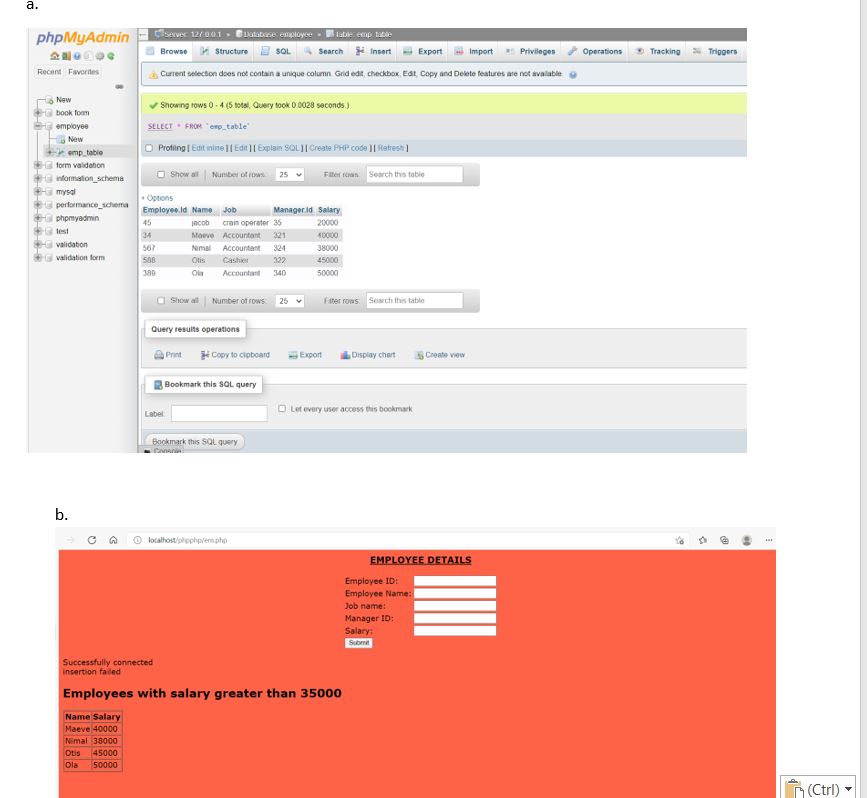 a.
phpMyAdmin
Server: 127.0.0.1 » Database: employee » Table: emp_table
Browse Structure SQL Search Insert Export Import Privileges Operations Tracking Triggers
Recent Favorites
Current selection does not contain a unique column. Grid edit, checkbox, Edit, Copy and Delete features are not available.
New
book form
employee
New
emp_table
form validation
information_schema
mysql
performance_schema
phpmyadmin
test
validation
validation form
Showing rows 0 - 4 (5 total, Query took 0.0028 seconds.)
SELECT * FROM `emp_table`
Profiling [ Edit inline ] [ Edit ] [ Explain SQL ] [ Create PHP code ] [ Refresh ]
Show all | Number of rows: 25 Filter rows: Search this table
+ Options
Employee.Id Name Job Manager.Id Salary
45 jacob crain operater 35 20000
34 Maeve Accountant 321 40000
567 Nimal Accountant 324 38000
588 Otis Cashier 322 45000
389 Ola Accountant 340 50000
Show all | Number of rows: 25 Filter rows: Search this table
Query results operations
Print Copy to clipboard Export Display chart Create view
Bookmark this SQL query
Label: Let every user access this bookmark
Bookmark this SQL query
Console
b.
localhost/phpphp/em.php
EMPLOYEE DETAILS
Employee ID:
Employee Name:
Job name:
Manager ID:
Salary:
Submit
Successfully connected
insertion failed
Employees with salary greater than 35000
Name Salary
Maeve 40000
Nimal 38000
Otis 45000
Ola 50000
(Ctrl)